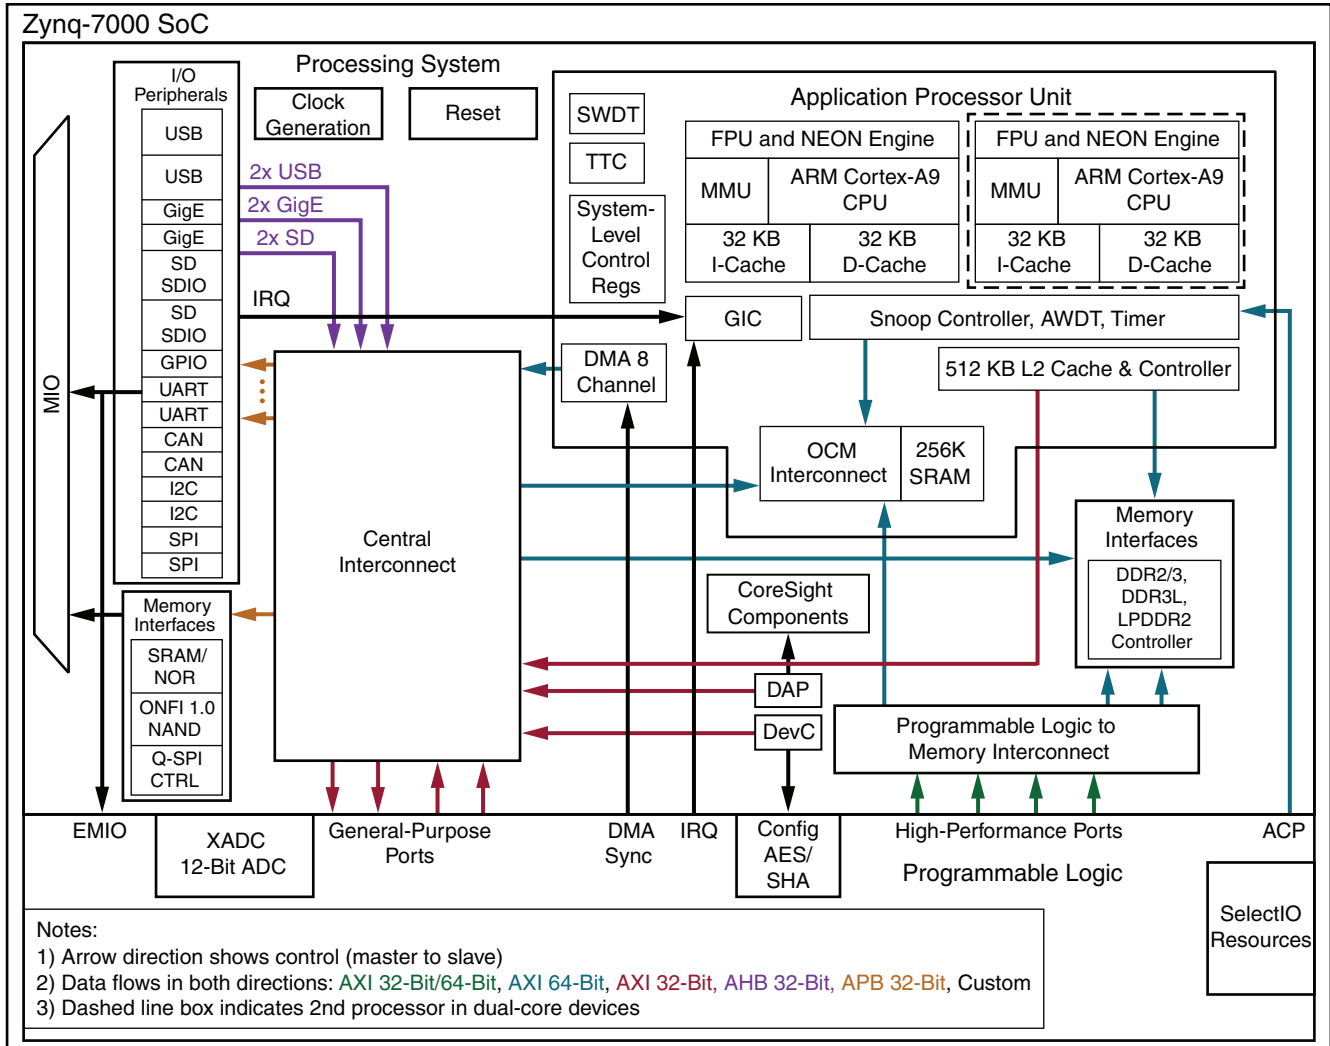 Zynq-7000 SoC
Processing System
I/O
Peripherals
USB
USB
GigE
GigE
SD
SDIO
SD
SDIO
GPIO
UART
UART
CAN
CAN
I2C
I2C
SPI
SPI
MIO
Clock
Generation
Reset
2x USB
2x GigE
2x SD
IRQ
Application Processor Unit
SWDT
TTC
System-
Level
Control
Regs
FPU and NEON Engine
MMU
ARM Cortex-A9
CPU
32 KB
I-Cache
32 KB
D-Cache
FPU and NEON Engine
MMU
ARM Cortex-A9
CPU
32 KB
I-Cache
32 KB
D-Cache
GIC
Snoop Controller, AWDT, Timer
DMA 8
Channel
512 KB L2 Cache & Controller
OCM
Interconnect
256K
SRAM
Central
Interconnect
Memory
Interfaces
DDR2/3,
DDR3L,
LPDDR2
Controller
CoreSight
Components
DAP
DevC
Programmable Logic to
Memory Interconnect
Memory
Interfaces
SRAM/
NOR
ONFI 1.0
NAND
Q-SPI
CTRL
EMIO
XADC
12-Bit ADC
General-Purpose
Ports
DMA
Sync
IRQ
Config
AES/
SHA
High-Performance Ports
ACP
Programmable Logic
SelectIO
Resources
Notes:
1) Arrow direction shows control (master to slave)
2) Data flows in both directions: AXI 32-Bit/64-Bit, AXI 64-Bit, AXI 32-Bit, AHB 32-Bit, APB 32-Bit, Custom
3) Dashed line box indicates 2nd processor in dual-core devices